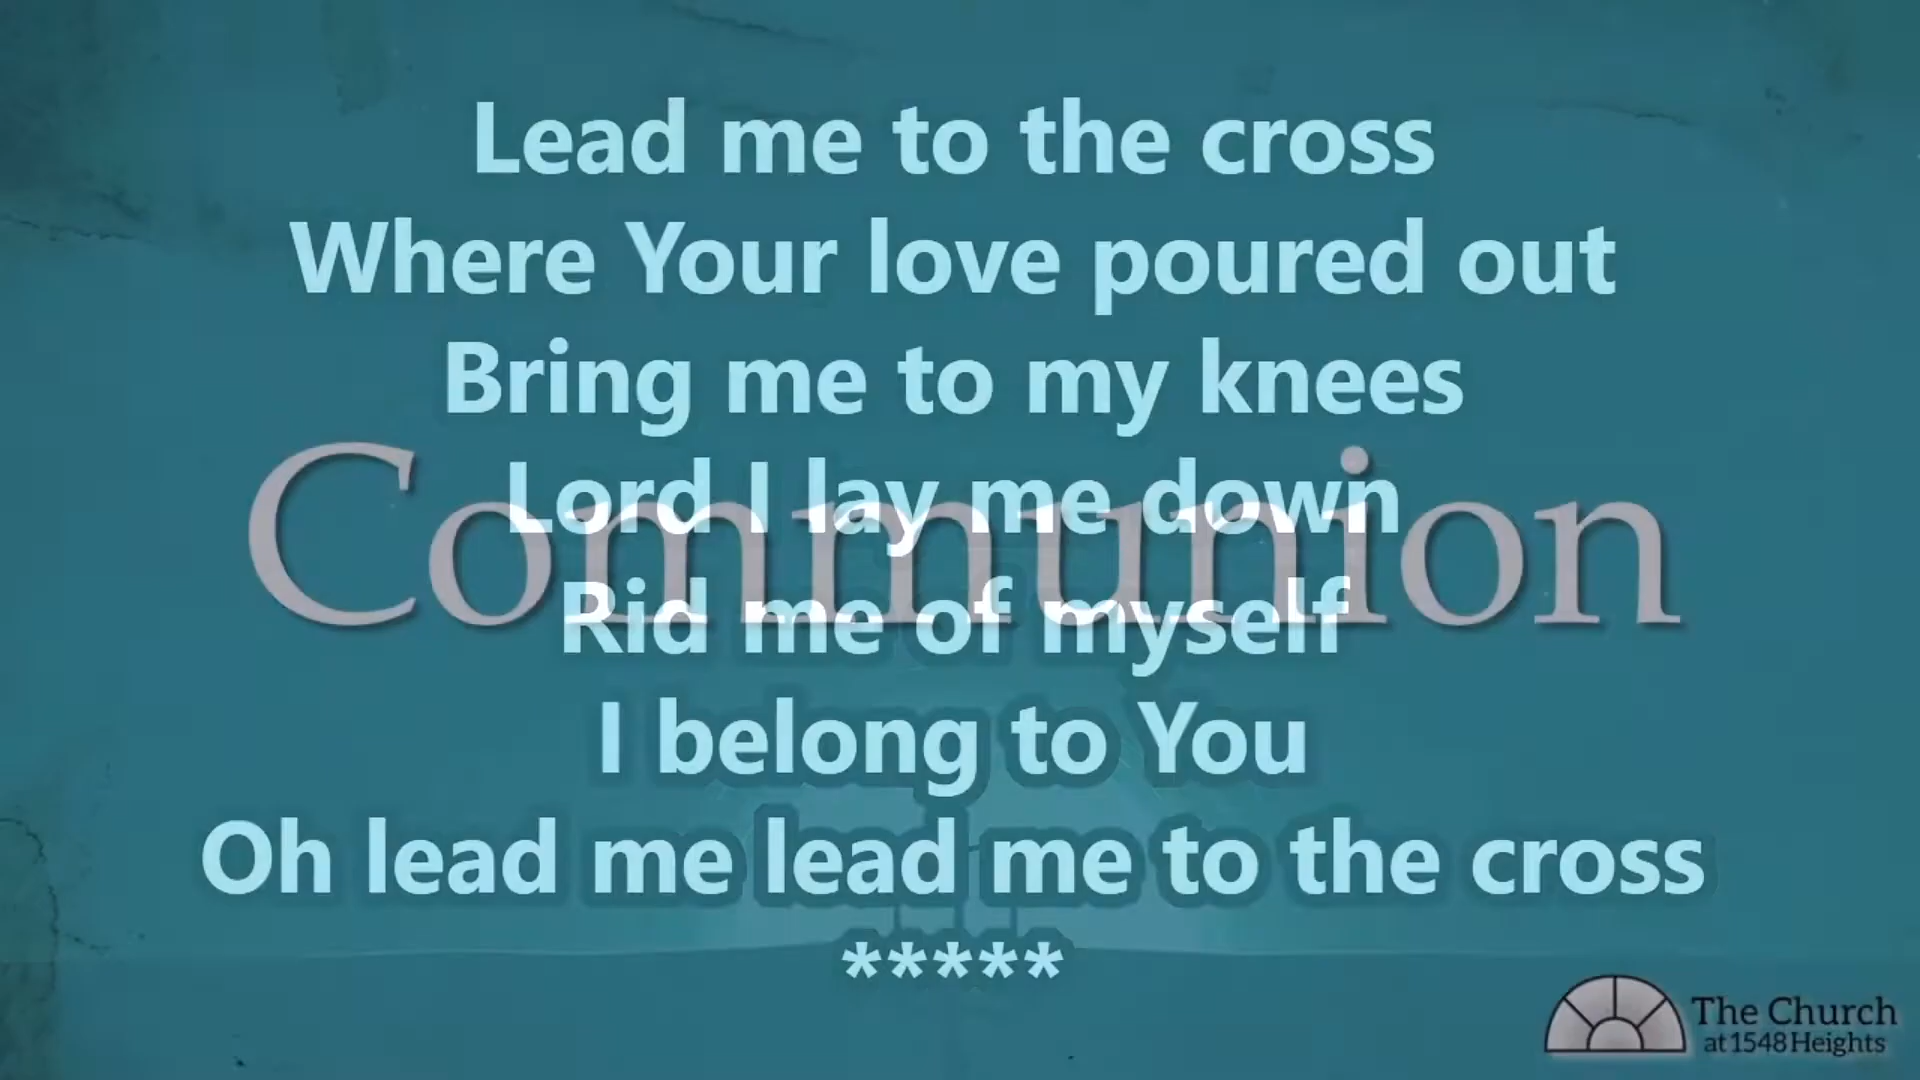 Lead me to the cross
Where Your love poured out
Bring me to my knees
Lord I lay me down
Communion
Rid me of myself
I belong to You
Oh lead me lead me to the cross
*****
The Church
at 1548 Heights